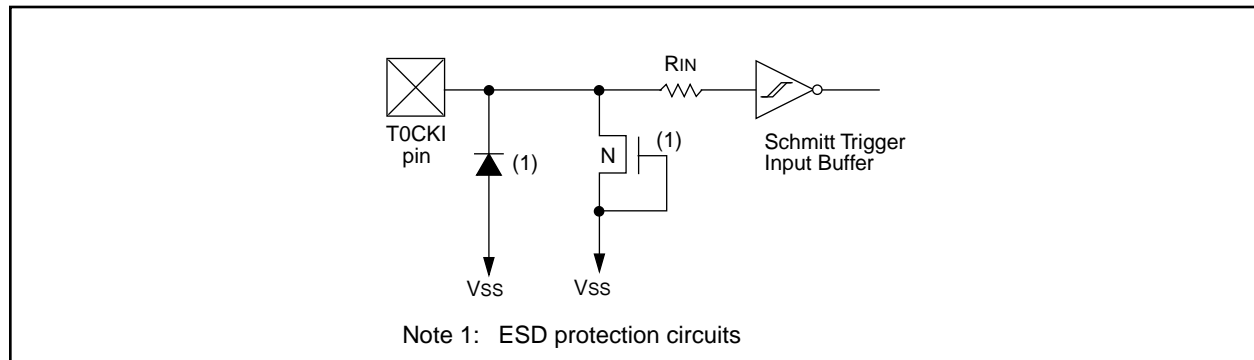 RIN
T0CKI
pin
(1)
N
(1)
Schmitt Trigger
Input Buffer
VSS
VSS
Note 1: ESD protection circuits